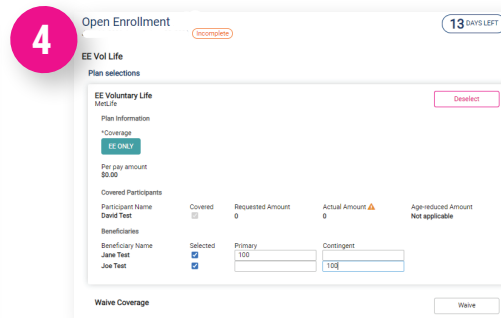 4
Open Enrollment
Incomplete
13 DAYS LEFT
EE Vol Life
Plan selections
EE Voluntary Life
MetLife
Deselect
Plan Information
*Coverage
EE ONLY
Per pay amount
$0.00
Covered Participants
Participant Name Covered Requested Amount Actual Amount Age-reduced Amount
David Test 0 0 Not applicable
Beneficiaries
Beneficiary Name Selected Primary Contingent
Jane Test 100
Joe Test 100
Waive Coverage Waive